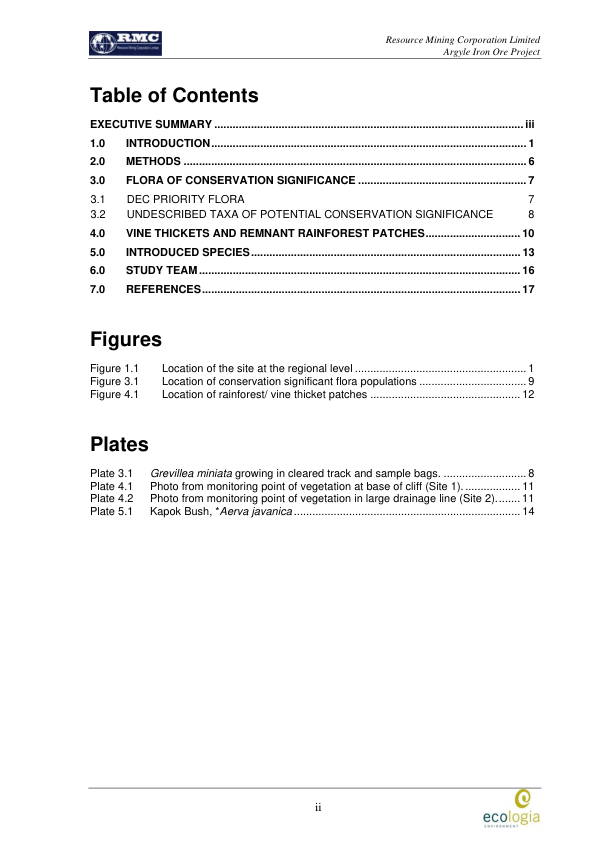 RMC
Resource Mining Corporation Limited
Resource Mining Corporation Limited
Argyle Iron Ore Project
Table of Contents
EXECUTIVE SUMMARY ..................................................................................................... iii
1.0 INTRODUCTION....................................................................................................... 1
2.0 METHODS ................................................................................................................ 6
3.0 FLORA OF CONSERVATION SIGNIFICANCE ....................................................... 7
3.1 DEC PRIORITY FLORA 7
3.2 UNDESCRIBED TAXA OF POTENTIAL CONSERVATION SIGNIFICANCE 8
4.0 VINE THICKETS AND REMNANT RAINFOREST PATCHES............................... 10
5.0 INTRODUCED SPECIES........................................................................................ 13
6.0 STUDY TEAM......................................................................................................... 16
7.0 REFERENCES........................................................................................................ 17
Figures
Figure 1.1 Location of the site at the regional level ........................................................ 1
Figure 3.1 Location of conservation significant flora populations ................................... 9
Figure 4.1 Location of rainforest/ vine thicket patches ................................................. 12
Plates
Plate 3.1 Grevillea miniata growing in cleared track and sample bags. ........................... 8
Plate 4.1 Photo from monitoring point of vegetation at base of cliff (Site 1). .................. 11
Plate 4.2 Photo from monitoring point of vegetation in large drainage line (Site 2)........ 11
Plate 5.1 Kapok Bush, *Aerva javanica .......................................................................... 14
ii
ecologia
ENVIRONMENT